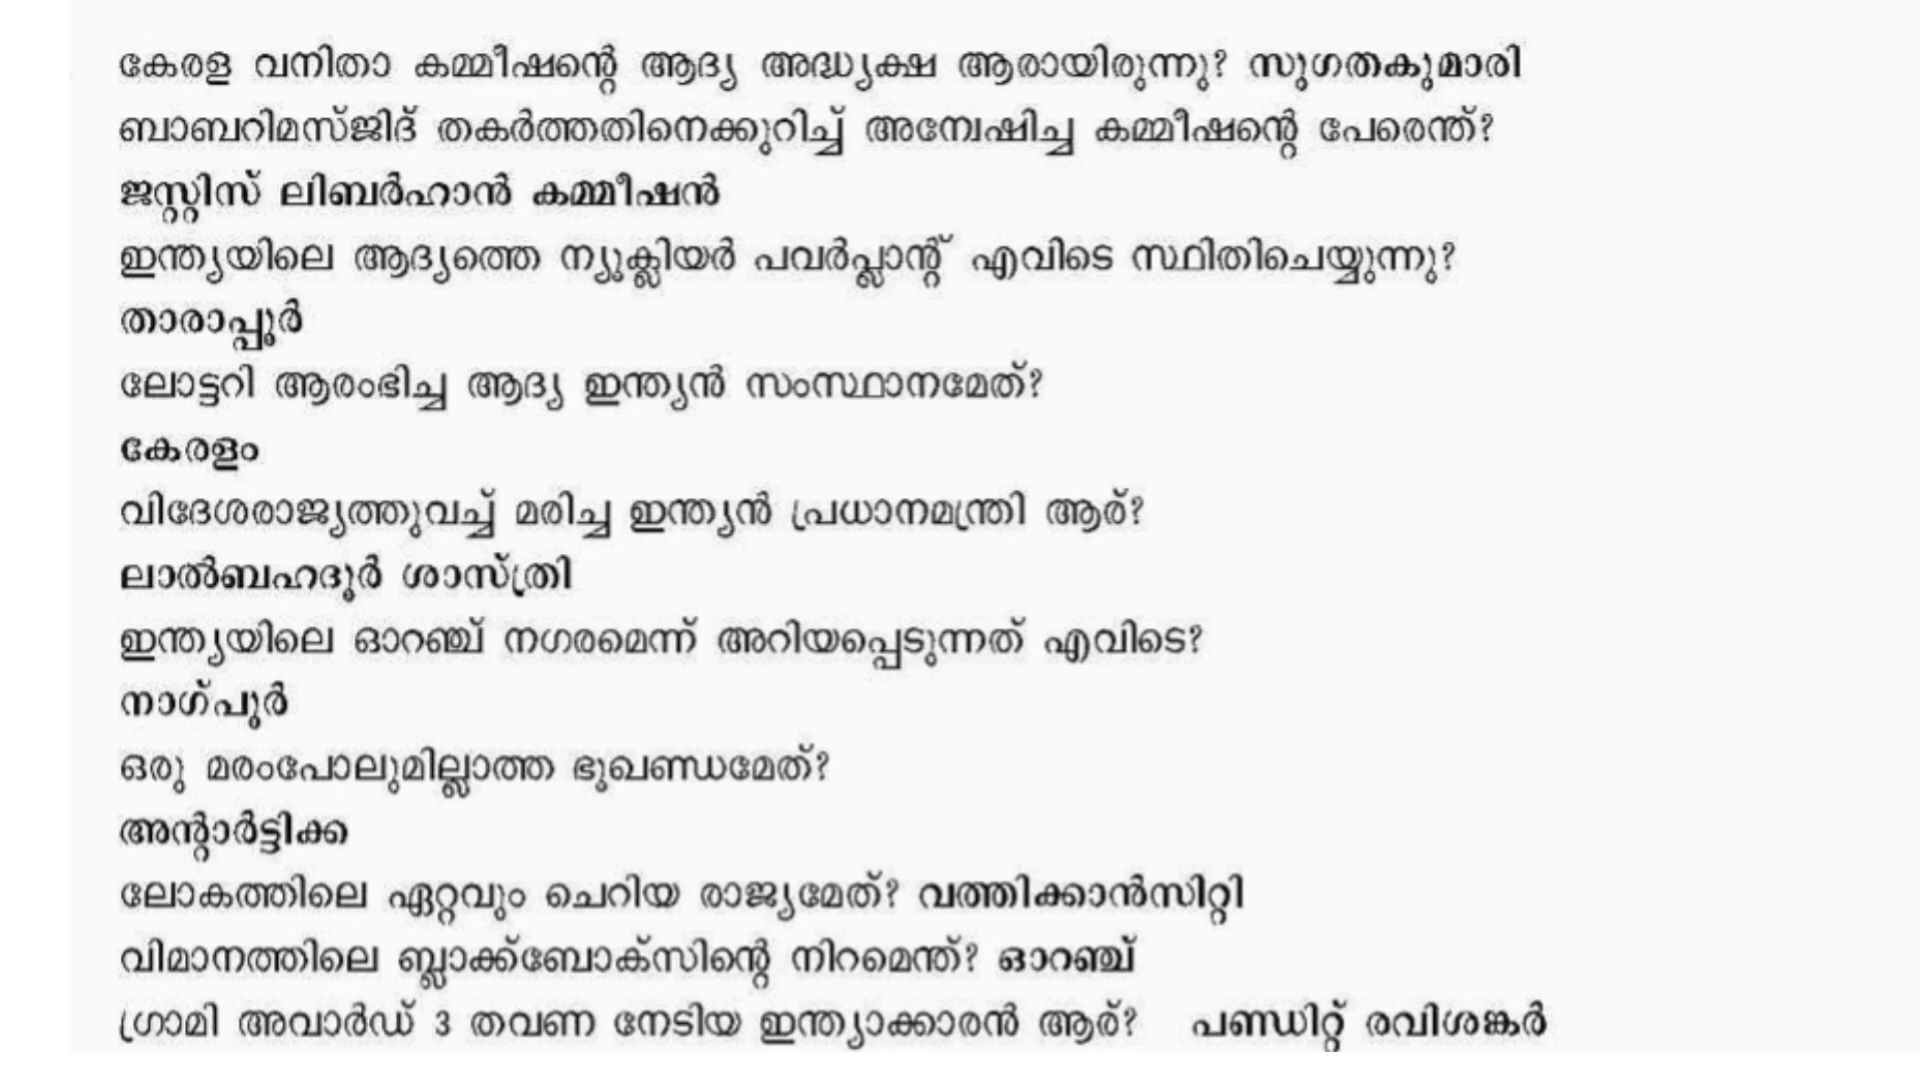 കേരള വനിതാ കമ്മീഷന്റെ ആദ്യ അദ്ധ്യക്ഷ ആരായിരുന്നു? സുഗതകുമാരി
ബാബറിമസ്ജിദ് തകർത്തതിനെക്കുറിച്ച് അന്വേഷിച്ച കമ്മീഷന്റെ പേരെന്ത്?
ജസ്റ്റിസ് ലിബർഹാൻ കമ്മീഷൻ
ഇന്ത്യയിലെ ആദ്യത്തെ ന്യൂക്ലിയർ പവർപ്ലാന്റ് എവിടെ സ്ഥിതിചെയ്യുന്നു?
താരാപ്പൂർ
ലോട്ടറി ആരംഭിച്ച ആദ്യ ഇന്ത്യൻ സംസ്ഥാനമേത്?
കേരളം
വിദേശരാജ്യത്തുവച്ച് മരിച്ച ഇന്ത്യൻ പ്രധാനമന്ത്രി ആര്?
ലാൽബഹദൂർ ശാസ്ത്രി
ഇന്ത്യയിലെ ഓറഞ്ച് നഗരമെന്ന് അറിയപ്പെടുന്നത് എവിടെ?
നാഗ്പൂർ
ഒരു മരംപോലുമില്ലാത്ത ഭൂഖണ്ഡമേത്?
അന്റാർട്ടിക്ക
ലോകത്തിലെ ഏറ്റവും ചെറിയ രാജ്യമേത്? വത്തിക്കാൻസിറ്റി
വിമാനത്തിലെ ബ്ലാക്ക്ബോക്സിന്റെ നിറമെന്ത്? ഓറഞ്ച്
ഗ്രാമി അവാർഡ് 3 തവണ നേടിയ ഇന്ത്യാക്കാരൻ ആര്? പണ്ഡിറ്റ് രവിശങ്കർ